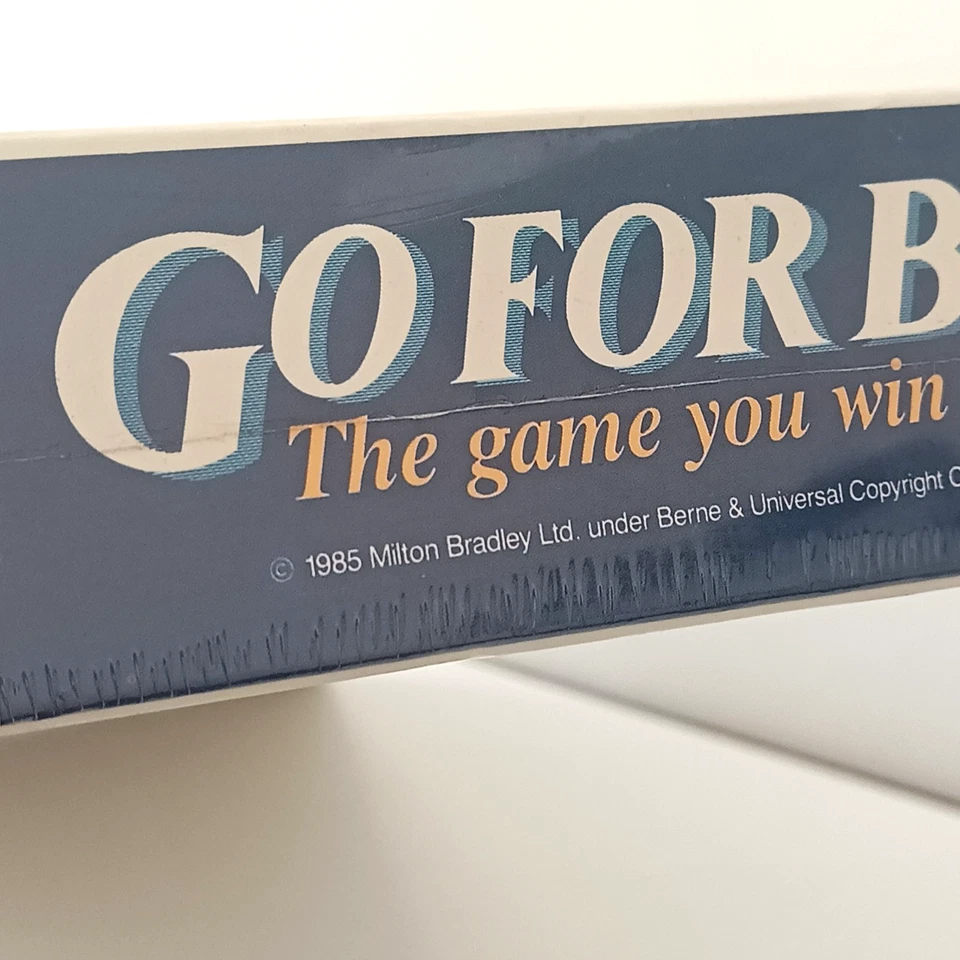 GO FOR B
The game you win
© 1985 Milton Bradley Ltd. under Berne & Universal Copyright C